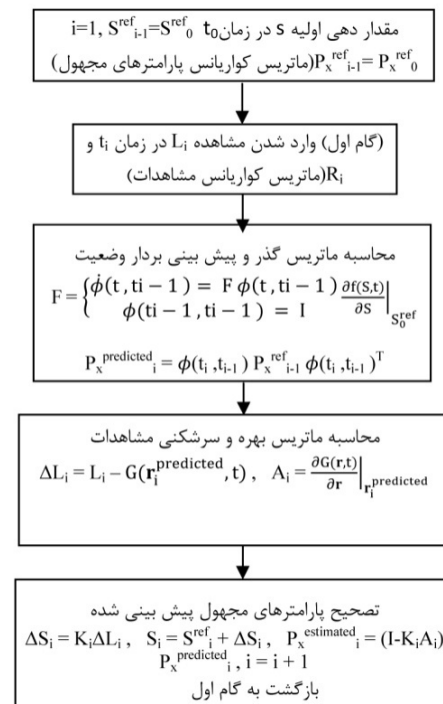 مقدار دهی اولیه s در زمان t₀ i=1, S^ref_i-1=S^ref_0
P_x^ref_i-1= P_x^ref_0(ماتریس کواریانس پارامترهای مجهول)
(گام اول) وارد شدن مشاهده L_i در زمان t_i و
R_i(ماتریس کواریانس مشاهدات)
محاسبه ماتریس گذر و پیش بینی بردار وضعیت
F = {ϕ̇(t, ti − 1) = F ϕ(t, ti − 1) ∂f(S,t)/∂S |S_0^ref
ϕ(ti − 1, ti − 1) = I
P_x^predicted_i = ϕ(t_i ,t_i-1) P_x^ref_i-1 ϕ(t_i ,t_i-1)^T
محاسبه ماتریس بهره و سرشکنی مشاهدات
ΔL_i = L_i – G(r_i^predicted, t) , A_i = ∂G(r,t)/∂r |r_i^predicted
تصحیح پارامترهای مجهول پیش بینی شده
ΔS_i = K_iΔL_i , S_i = S^ref_i + ΔS_i, P_x^estimated_i = (I-K_iA_i)
P_x^predicted_i , i = i + 1
بازگشت به گام اول